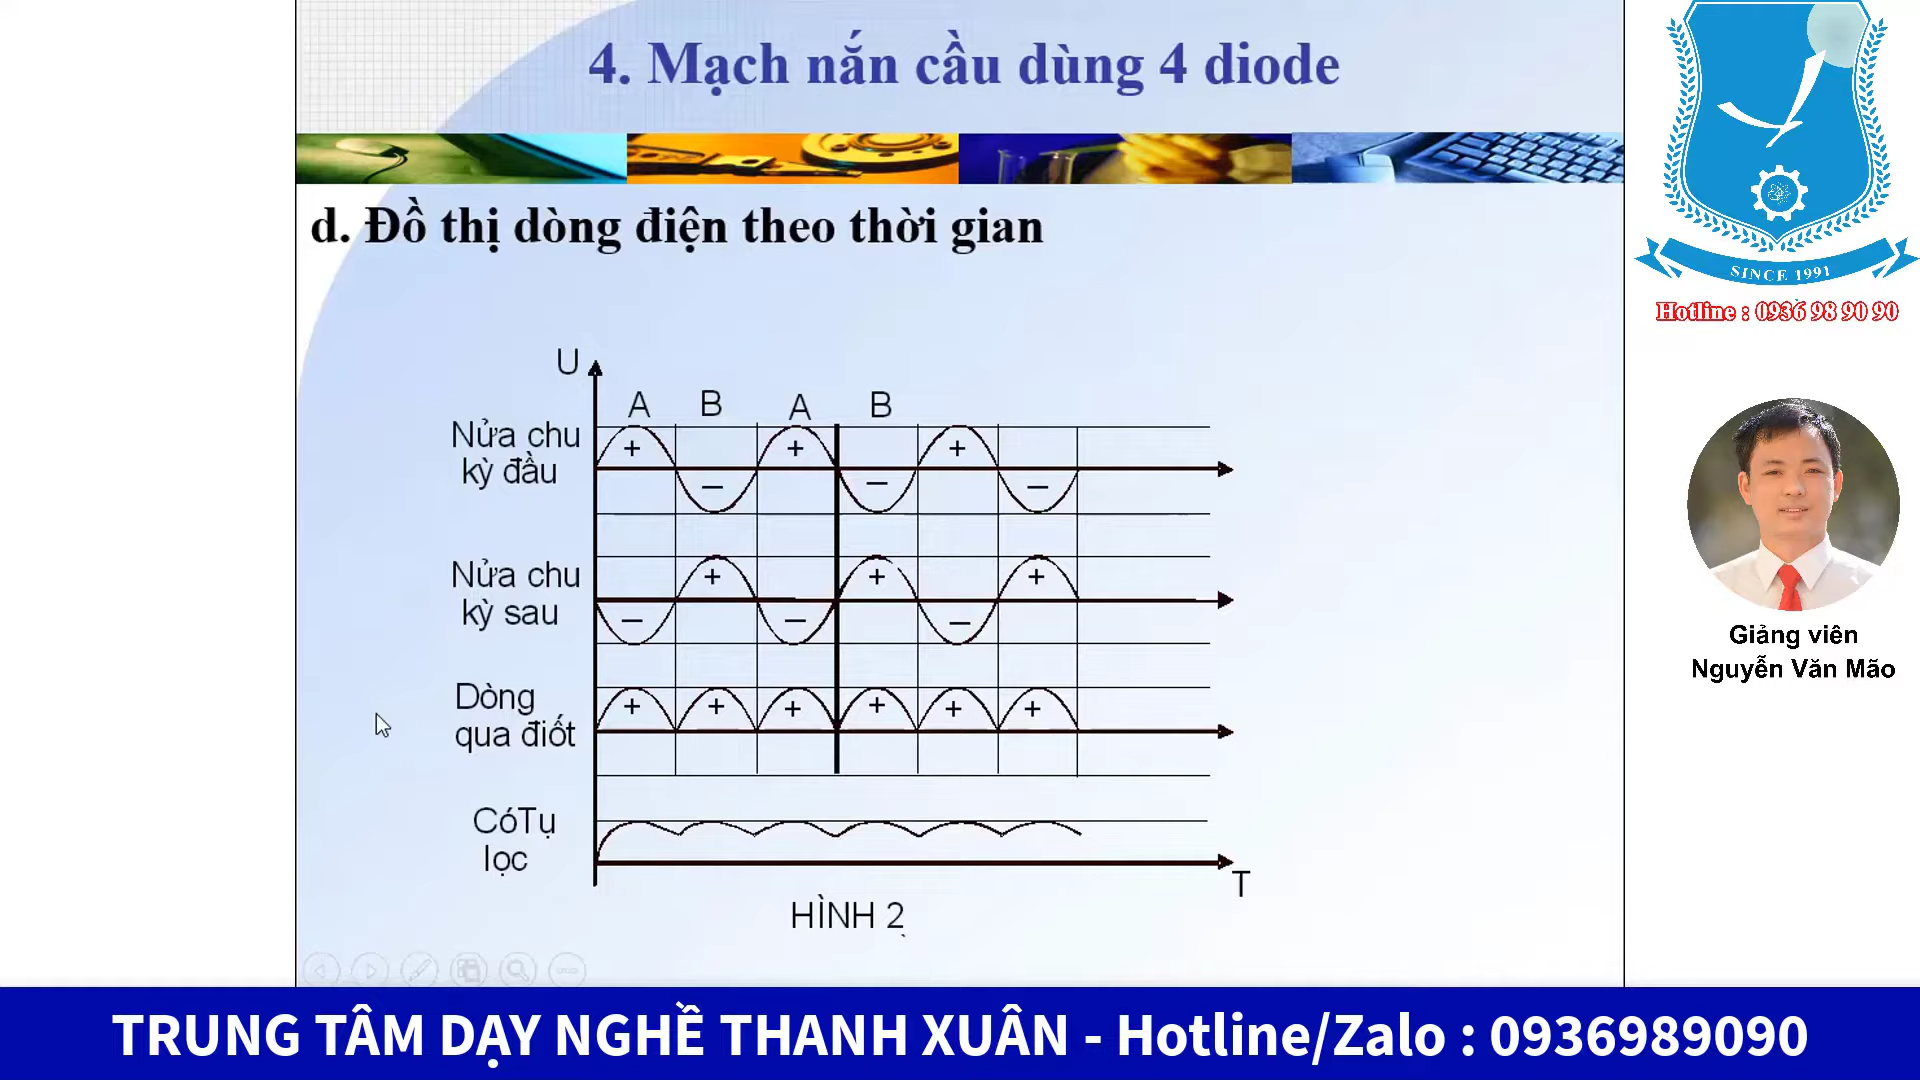 4. Mạch nắn cầu dùng 4 diode
SINCE 1991
Hotline : 0936 98 90 90
d. Đồ thị dòng điện theo thời gian
U
A B A B
Nửa chu
kỳ đầu
+ + +
− − −
Nửa chu
kỳ sau
+ + +
− − −
Dòng
qua điốt
+ + + + + +
CóTụ
lọc
T
HÌNH 2
Giảng viên
Nguyễn Văn Mão
TRUNG TÂM DẠY NGHỀ THANH XUÂN - Hotline/Zalo : 0936989090